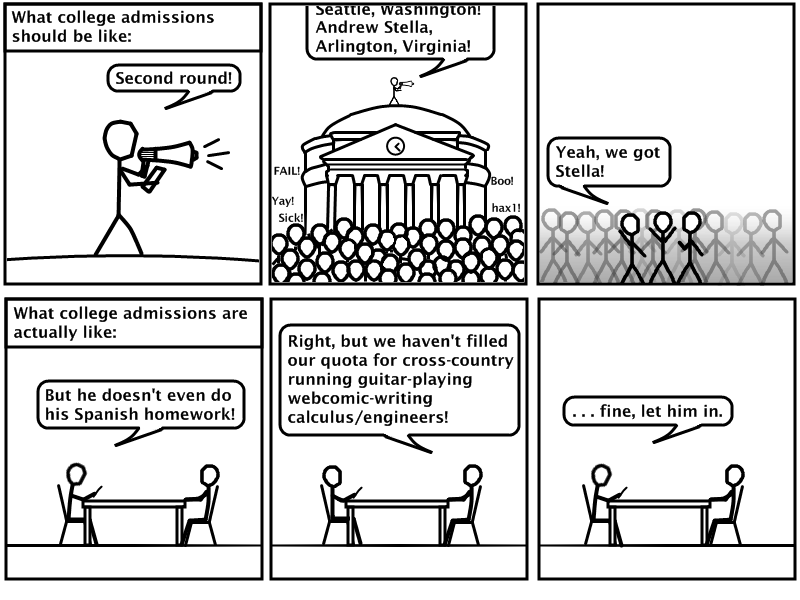 What college admissions
should be like:
Second round!
Seattle, Washington!
Andrew Stella,
Arlington, Virginia!
FAIL!
Yay!
Sick!
Boo!
hax1!
Yeah, we got
Stella!
What college admissions are
actually like:
But he doesn't even do
his Spanish homework!
Right, but we haven't filled
our quota for cross-country
running guitar-playing
webcomic-writing
calculus/engineers!
. . . fine, let him in.